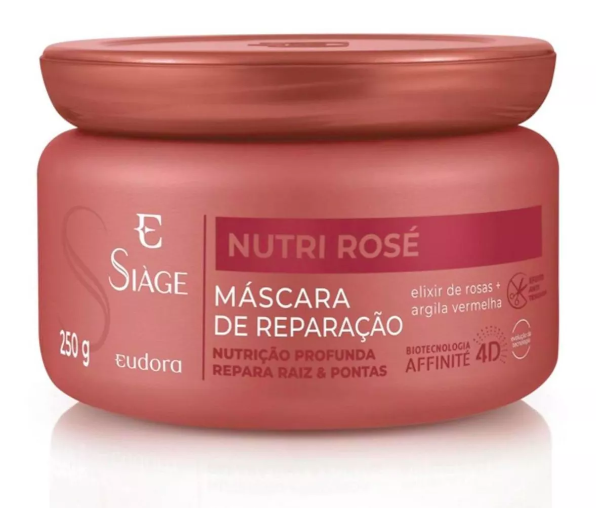 NUTRI ROSÉ
E
SIÀGE
MÁSCARA
DE REPARAÇÃO
elixir de rosas +
argila vermelha
NUTRIÇÃO PROFUNDA
REPARA RAIZ & PONTAS
BIOTECNOLOGIA
AFFINITÉ 4D
250 g
eudora